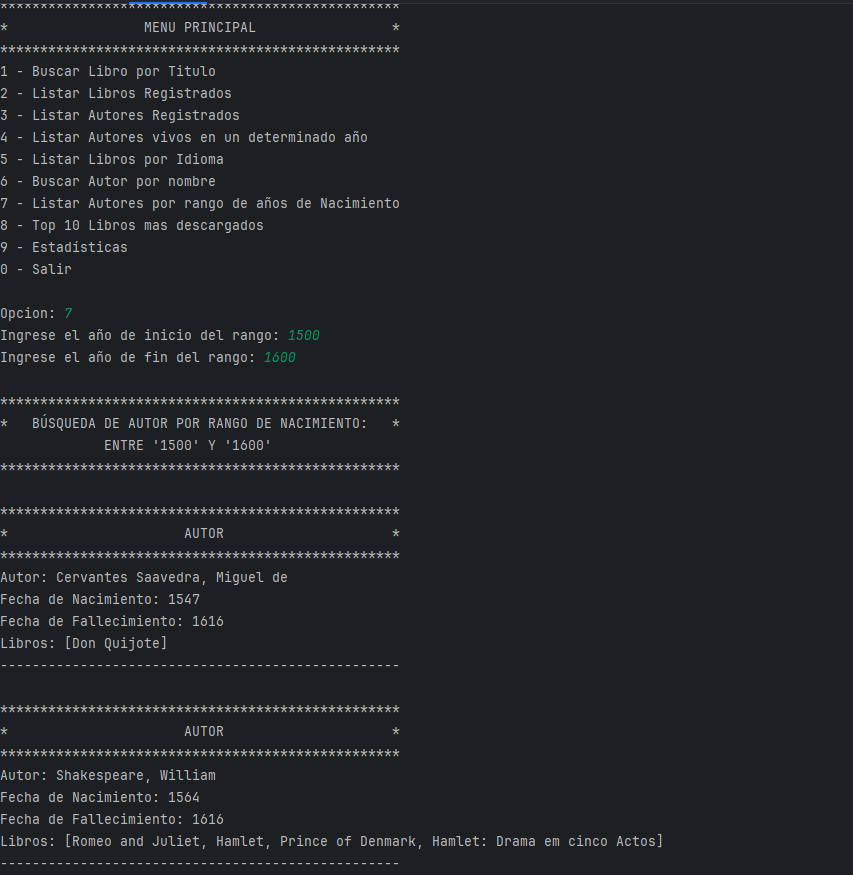 **************************************************
*                 MENU PRINCIPAL                 *
**************************************************
1 - Buscar Libro por Titulo
2 - Listar Libros Registrados
3 - Listar Autores Registrados
4 - Listar Autores vivos en un determinado año
5 - Listar Libros por Idioma
6 - Buscar Autor por nombre
7 - Listar Autores por rango de años de Nacimiento
8 - Top 10 Libros mas descargados
9 - Estadísticas
0 - Salir

Opcion: 7
Ingrese el año de inicio del rango: 1500
Ingrese el año de fin del rango: 1600

**************************************************
*   BÚSQUEDA DE AUTOR POR RANGO DE NACIMIENTO:   *
             ENTRE '1500' Y '1600'
**************************************************

**************************************************
*                      AUTOR                     *
**************************************************
Autor: Cervantes Saavedra, Miguel de
Fecha de Nacimiento: 1547
Fecha de Fallecimiento: 1616
Libros: [Don Quijote]
--------------------------------------------------

**************************************************
*                      AUTOR                     *
**************************************************
Autor: Shakespeare, William
Fecha de Nacimiento: 1564
Fecha de Fallecimiento: 1616
Libros: [Romeo and Juliet, Hamlet, Prince of Denmark, Hamlet: Drama em cinco Actos]
--------------------------------------------------